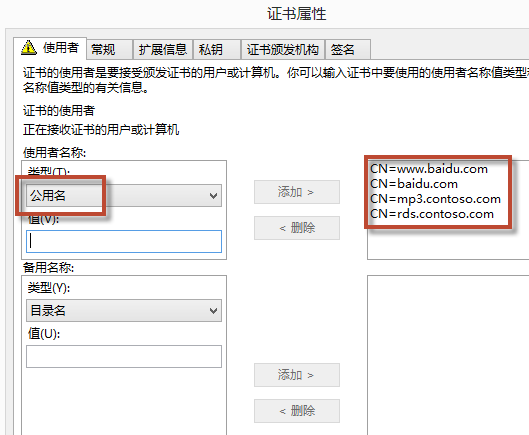 证书属性
使用者 常规 扩展信息 私钥 证书颁发机构 签名
证书的使用者是要接受颁发证书的用户或计算机。你可以输入证书中要使用的使用者名称值类型
名称值类型的有关信息。
证书的使用者
正在接收证书的用户或计算机
使用者名称:
类型(T):
公用名
值(V):
添加 >
< 删除
CN=www.baidu.com
CN=baidu.com
CN=mp3.contoso.com
CN=rds.contoso.com
备用名称:
类型(Y):
目录名
值(U):
添加 >
< 删除